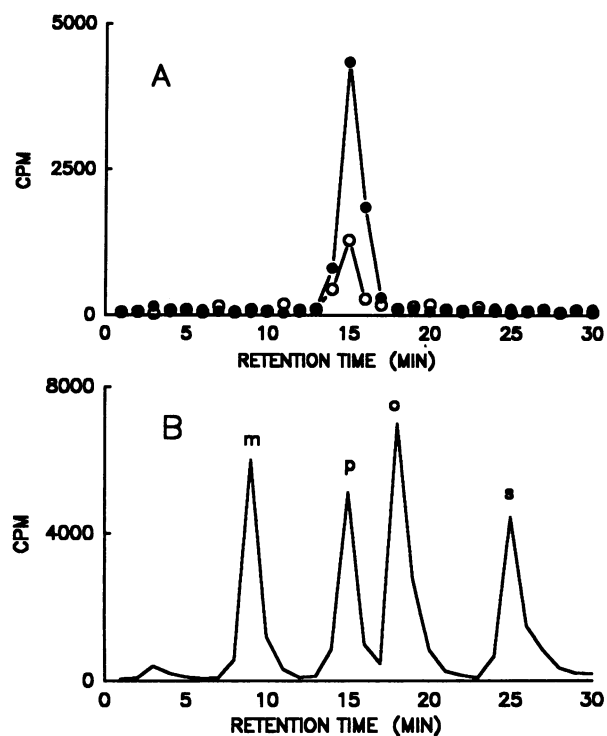 5000
A
CPM
2500
0
0 5 10 15 20 25 30
RETENTION TIME (MIN)
8000
B
m
p
o
s
CPM
4000
0
0 5 10 15 20 25 30
RETENTION TIME (MIN)